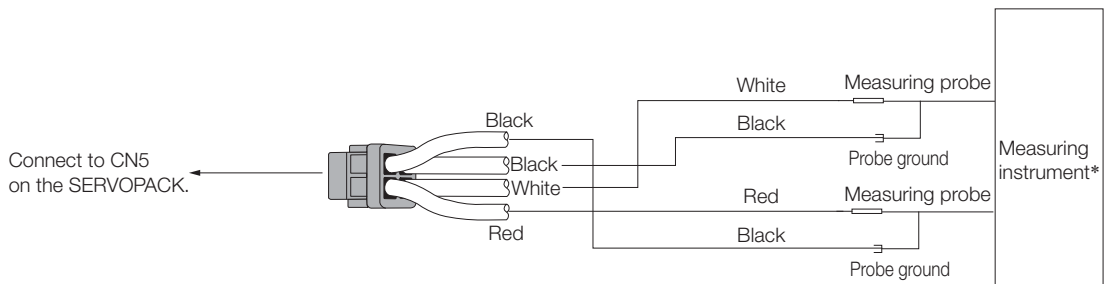 White
Measuring probe
Black
Black
Probe ground
Connect to CN5
on the SERVOPACK.
Black
White
Measuring
instrument*
Red
Measuring probe
Red
Black
Probe ground